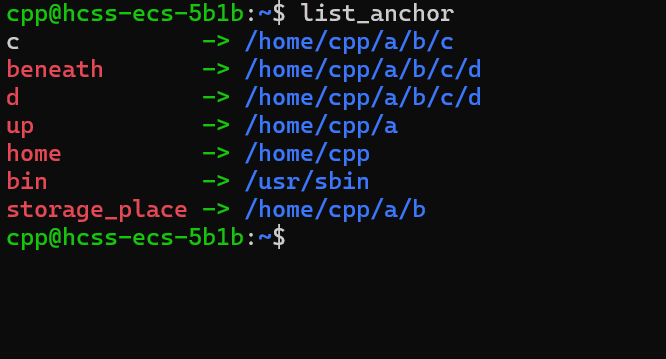 cpp@hcss-ecs-5b1b:~$ list_anchor
c             -> /home/cpp/a/b/c
beneath       -> /home/cpp/a/b/c/d
d             -> /home/cpp/a/b/c/d
up            -> /home/cpp/a
home          -> /home/cpp
bin           -> /usr/sbin
storage_place -> /home/cpp/a/b
cpp@hcss-ecs-5b1b:~$